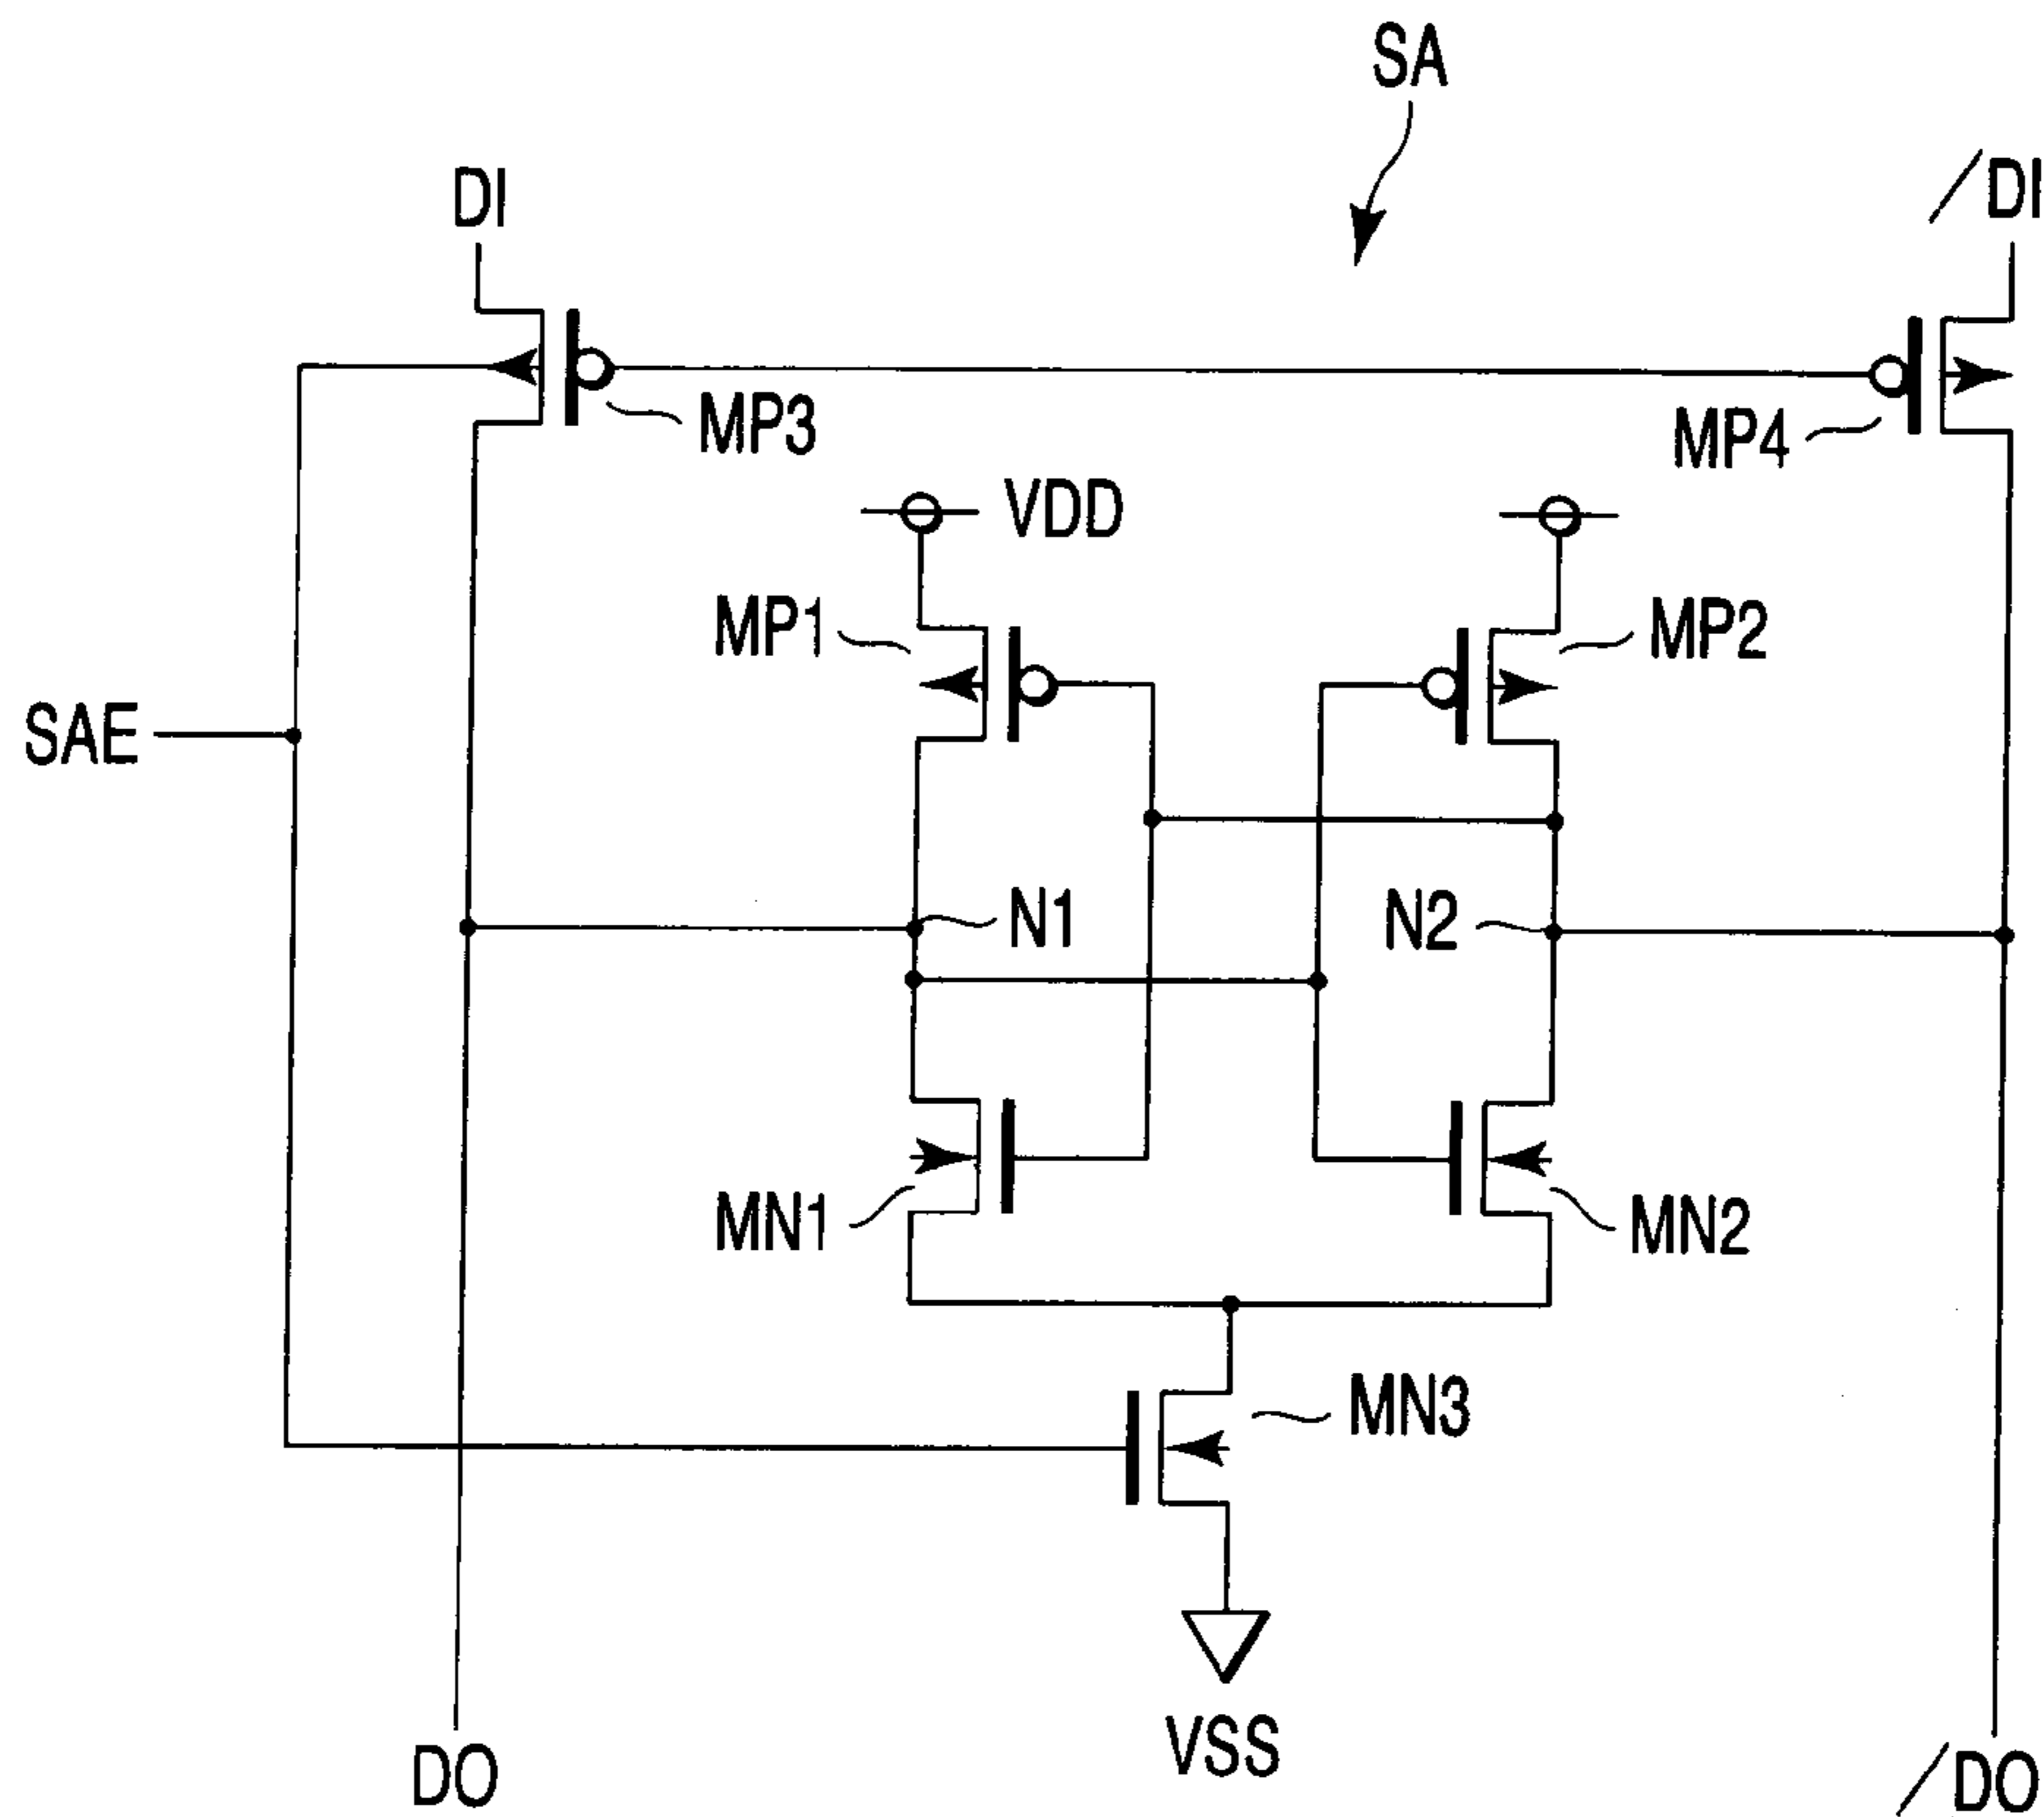 SA
DI
/DI
MP3
MP4
VDD
MP1
MP2
SAE
N1
N2
MN1
MN2
MN3
VSS
DO
/DO